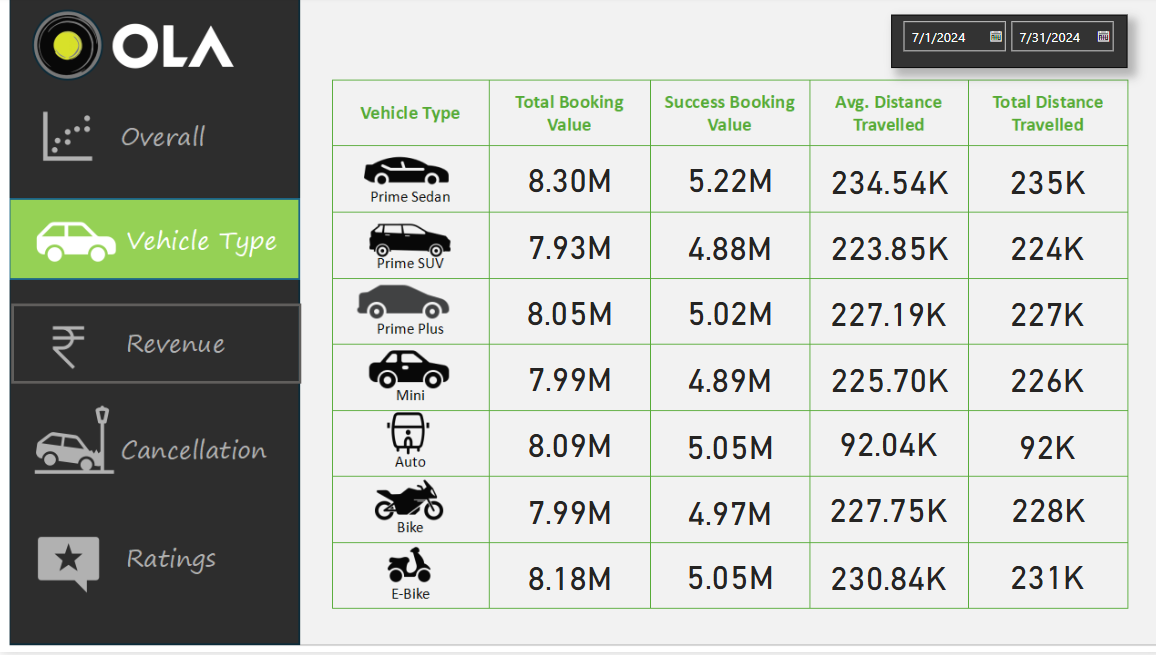 OLA
7/1/2024 7/31/2024
Overall
Vehicle Type
Revenue
Cancellation
Ratings
Vehicle Type Total Booking Value Success Booking Value Avg. Distance Travelled Total Distance Travelled
Prime Sedan 8.30M 5.22M 234.54K 235K
Prime SUV 7.93M 4.88M 223.85K 224K
Prime Plus 8.05M 5.02M 227.19K 227K
Mini 7.99M 4.89M 225.70K 226K
Auto 8.09M 5.05M 92.04K 92K
Bike 7.99M 4.97M 227.75K 228K
E-Bike 8.18M 5.05M 230.84K 231K